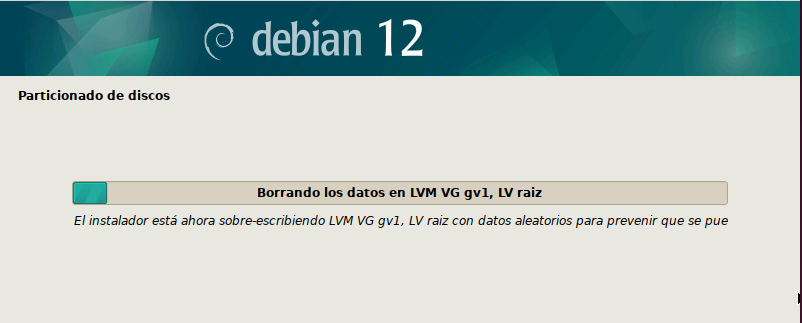 debian 12
Particionado de discos
Borrando los datos en LVM VG gv1, LV raiz
El instalador está ahora sobre-escribiendo LVM VG gv1, LV raiz con datos aleatorios para prevenir que se pue